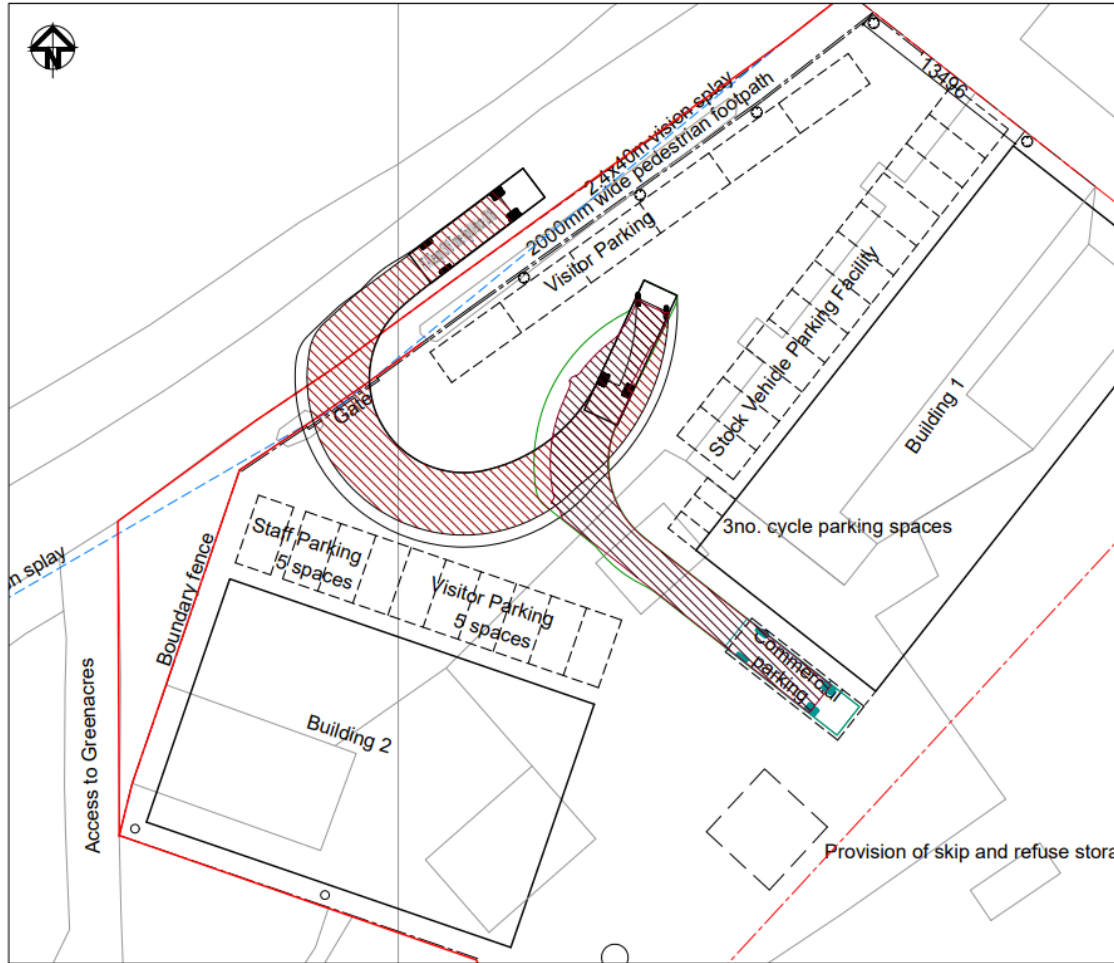 N
13496
2.4x40m vision splay
2000mm wide pedestrian footpath
Visitor Parking
Stock Vehicle Parking Facility
Building 1
Gate
3no. cycle parking spaces
Staff Parking
5 spaces
Visitor Parking
5 spaces
n splay
Boundary fence
Commercial
parking
Building 2
Access to Greenacres
Provision of skip and refuse stora